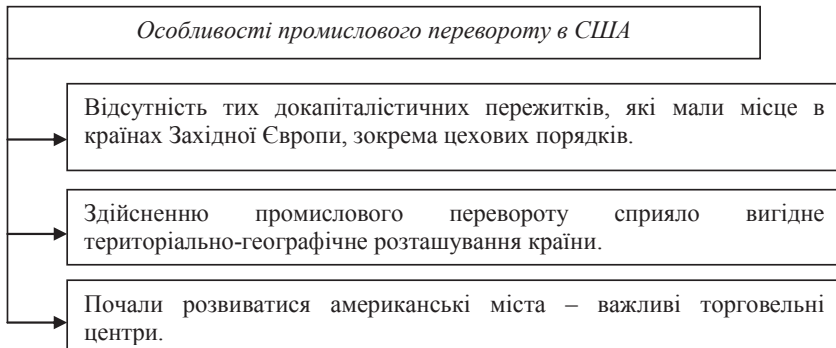 Особливості промислового перевороту в США
Відсутність тих докапіталістичних пережитків, які мали місце в
країнах Західної Європи, зокрема цехових порядків.
Здійсненню промислового перевороту сприяло вигідне
територіально-географічне розташування країни.
Почали розвиватися американські міста – важливі торговельні
центри.